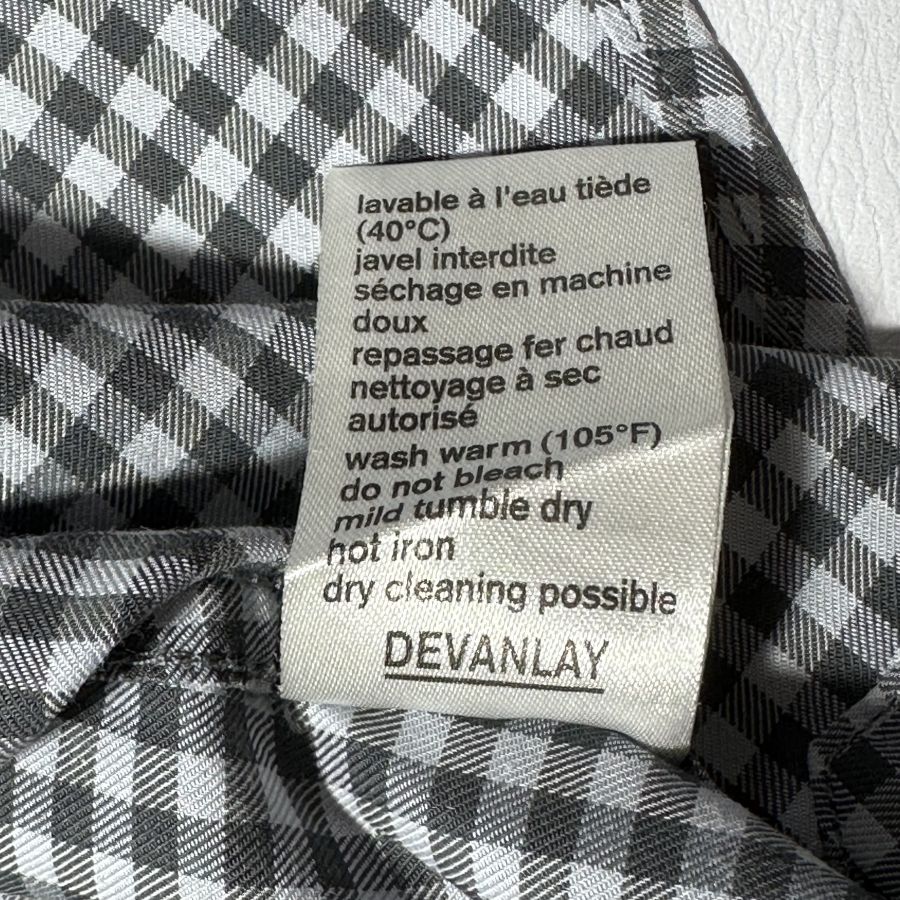 lavable à l'eau tiède
(40°C)
javel interdite
séchage en machine
doux
repassage fer chaud
nettoyage à sec
autorisé
wash warm (105°F)
do not bleach
mild tumble dry
hot iron
dry cleaning possible
DEVANLAY